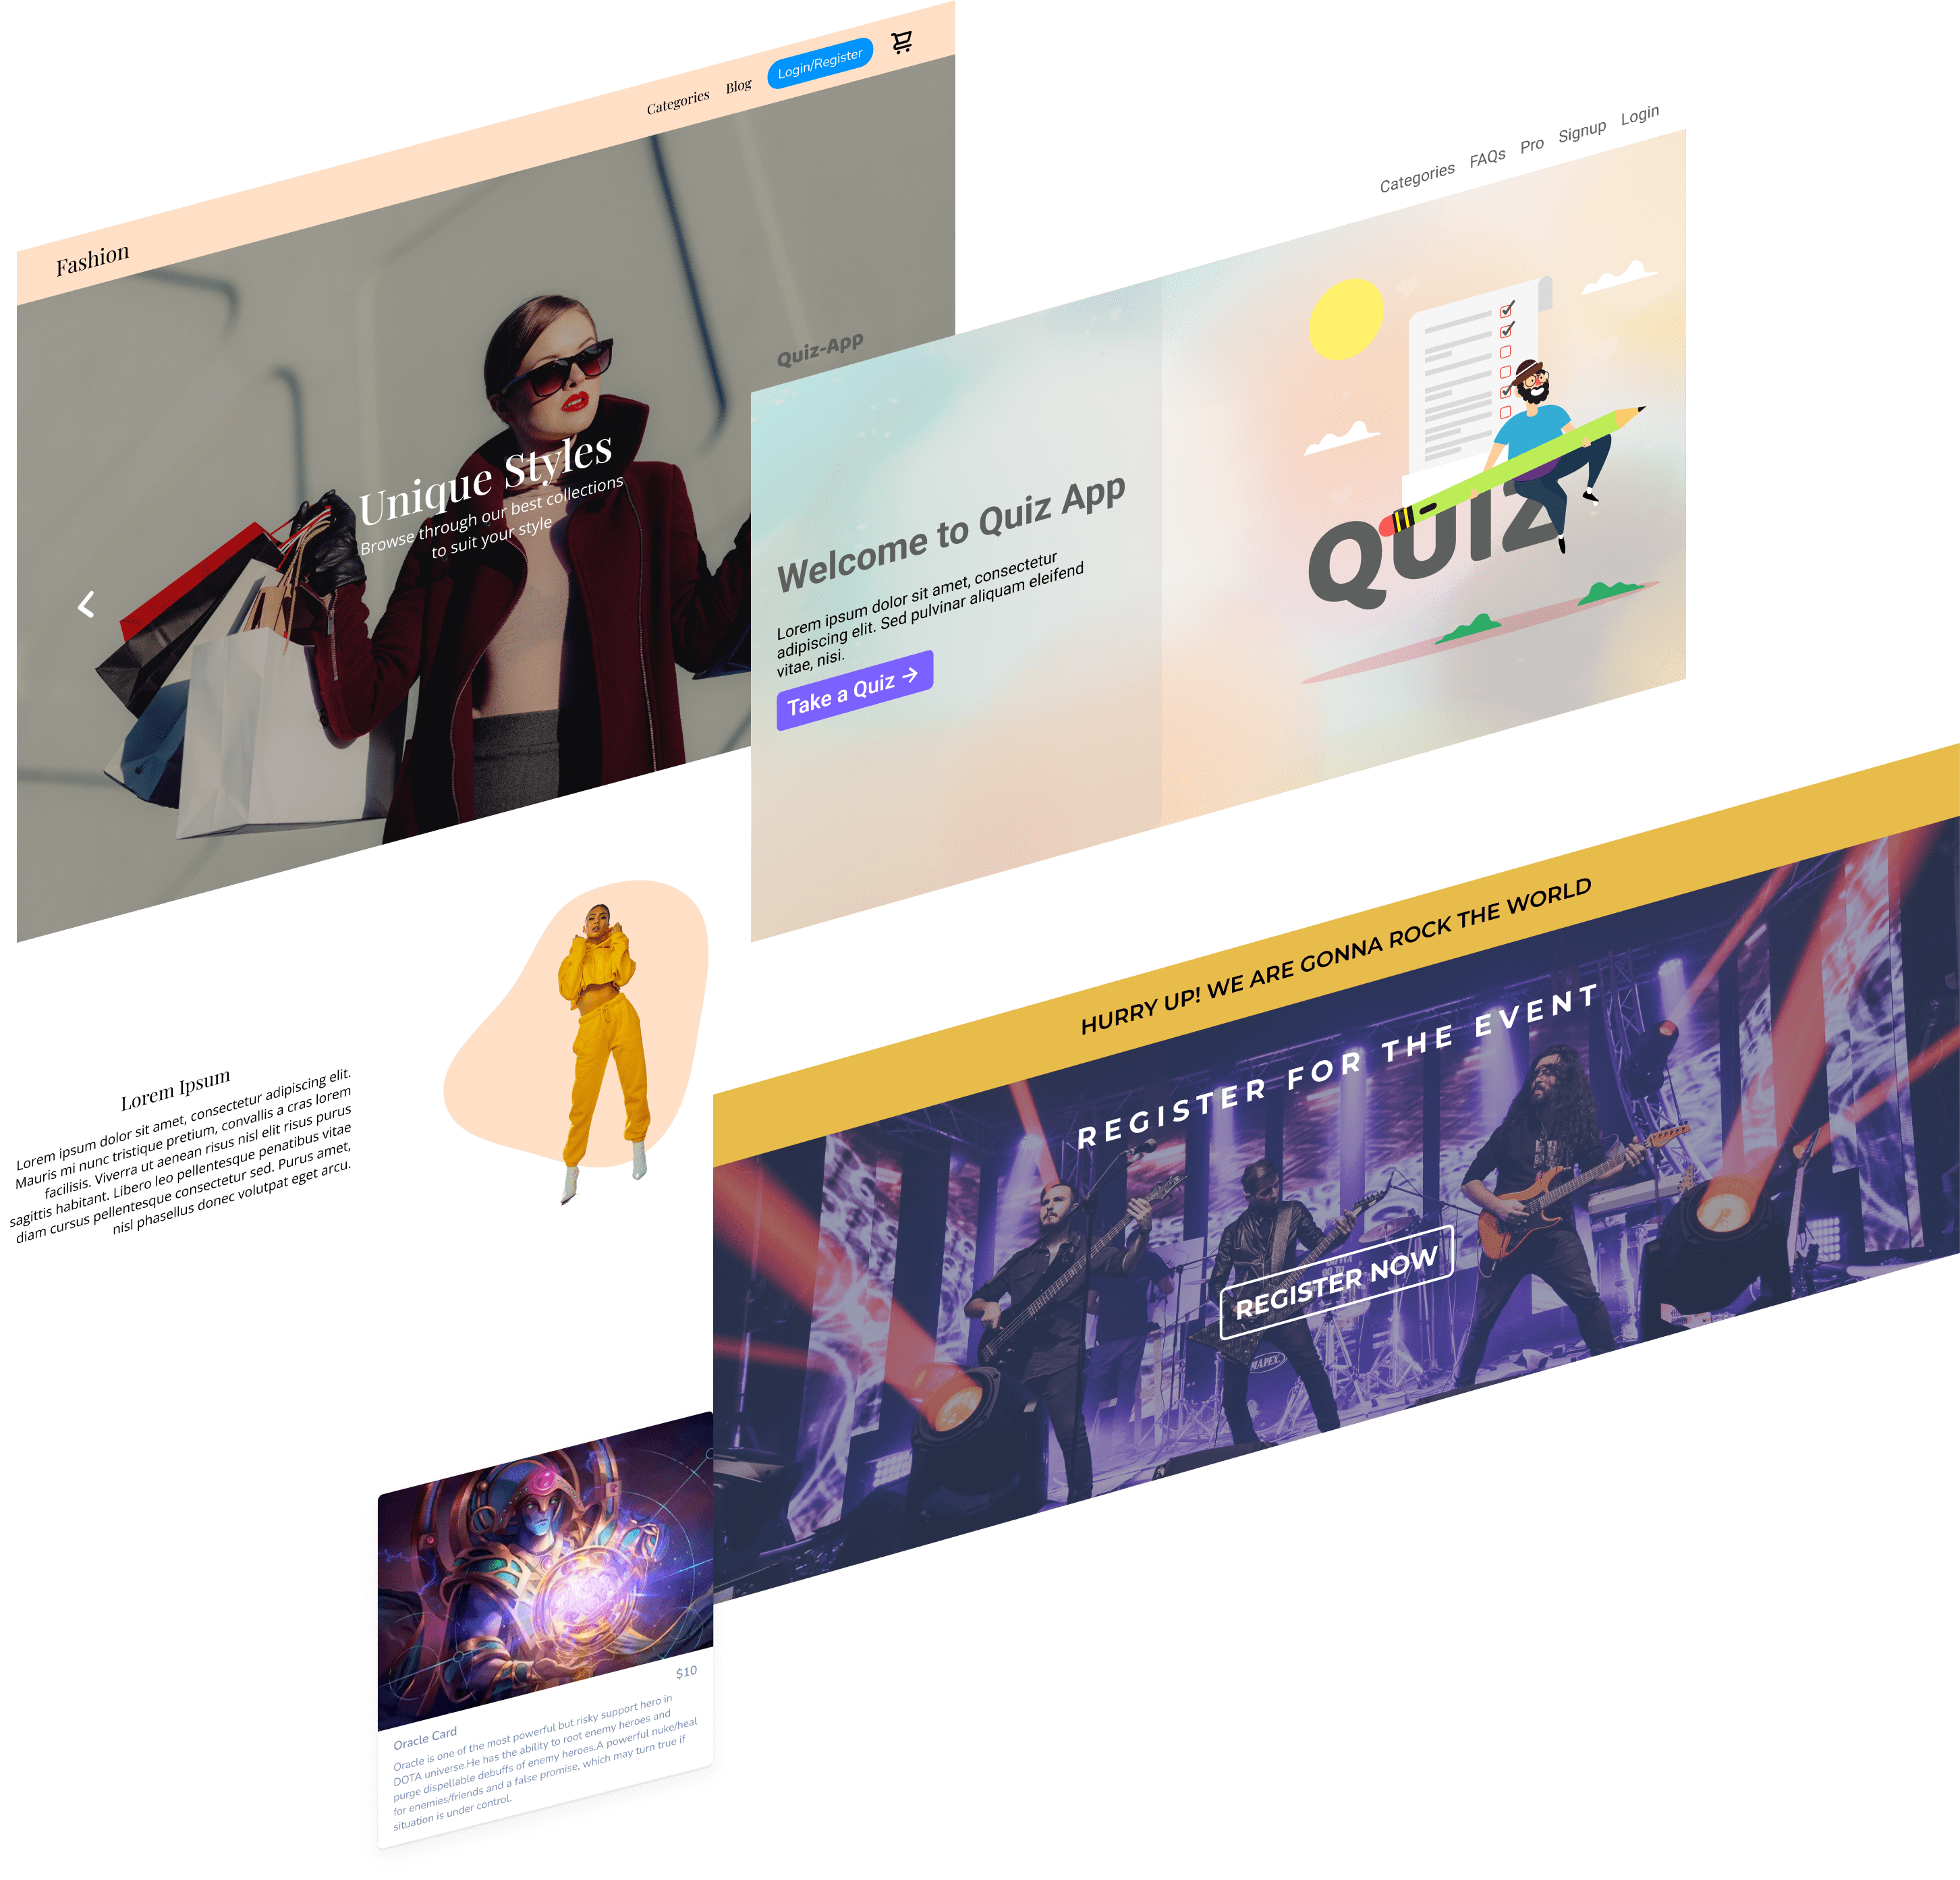 Fashion
Categories
Blog
Login/Register
Unique Styles
Browse through our best collections
to suit your style
Quiz-App
Categories
FAQs
Pro
Signup
Login
Welcome to Quiz App
Lorem ipsum dolor sit amet, consectetur
adipiscing elit. Sed pulvinar aliquam eleifend
vitae, nisi.
Take a Quiz →
QUIZ
Lorem Ipsum
Lorem ipsum dolor sit amet, consectetur adipiscing elit.
Mauris mi nunc tristique pretium, convallis a cras lorem
facilisis. Viverra ut aenean risus nisl elit risus purus
sagittis habitant. Libero leo pellentesque penatibus vitae
diam cursus pellentesque consectetur sed. Purus amet,
nisl phasellus donec volutpat eget arcu.
HURRY UP! WE ARE GONNA ROCK THE WORLD
REGISTER FOR THE EVENT
REGISTER NOW
MAPEX
$10
Oracle Card
Oracle is one of the most powerful but risky support hero in
DOTA universe.He has the ability to root enemy heroes and
purge dispellable debuffs of enemy heroes.A powerful nuke/heal
for enemies/friends and a false promise, which may turn true if
situation is under control.